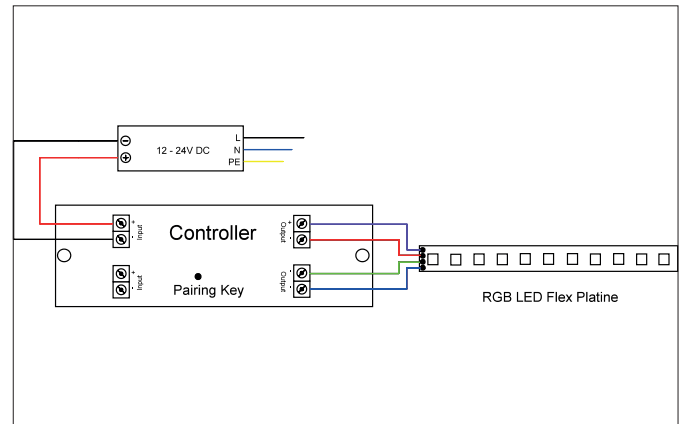 12 - 24V DC
L
N
PE
+
Input
-
Controller
+
Output
-
+
Input
-
Pairing Key
-
Output
-
RGB LED Flex Platine